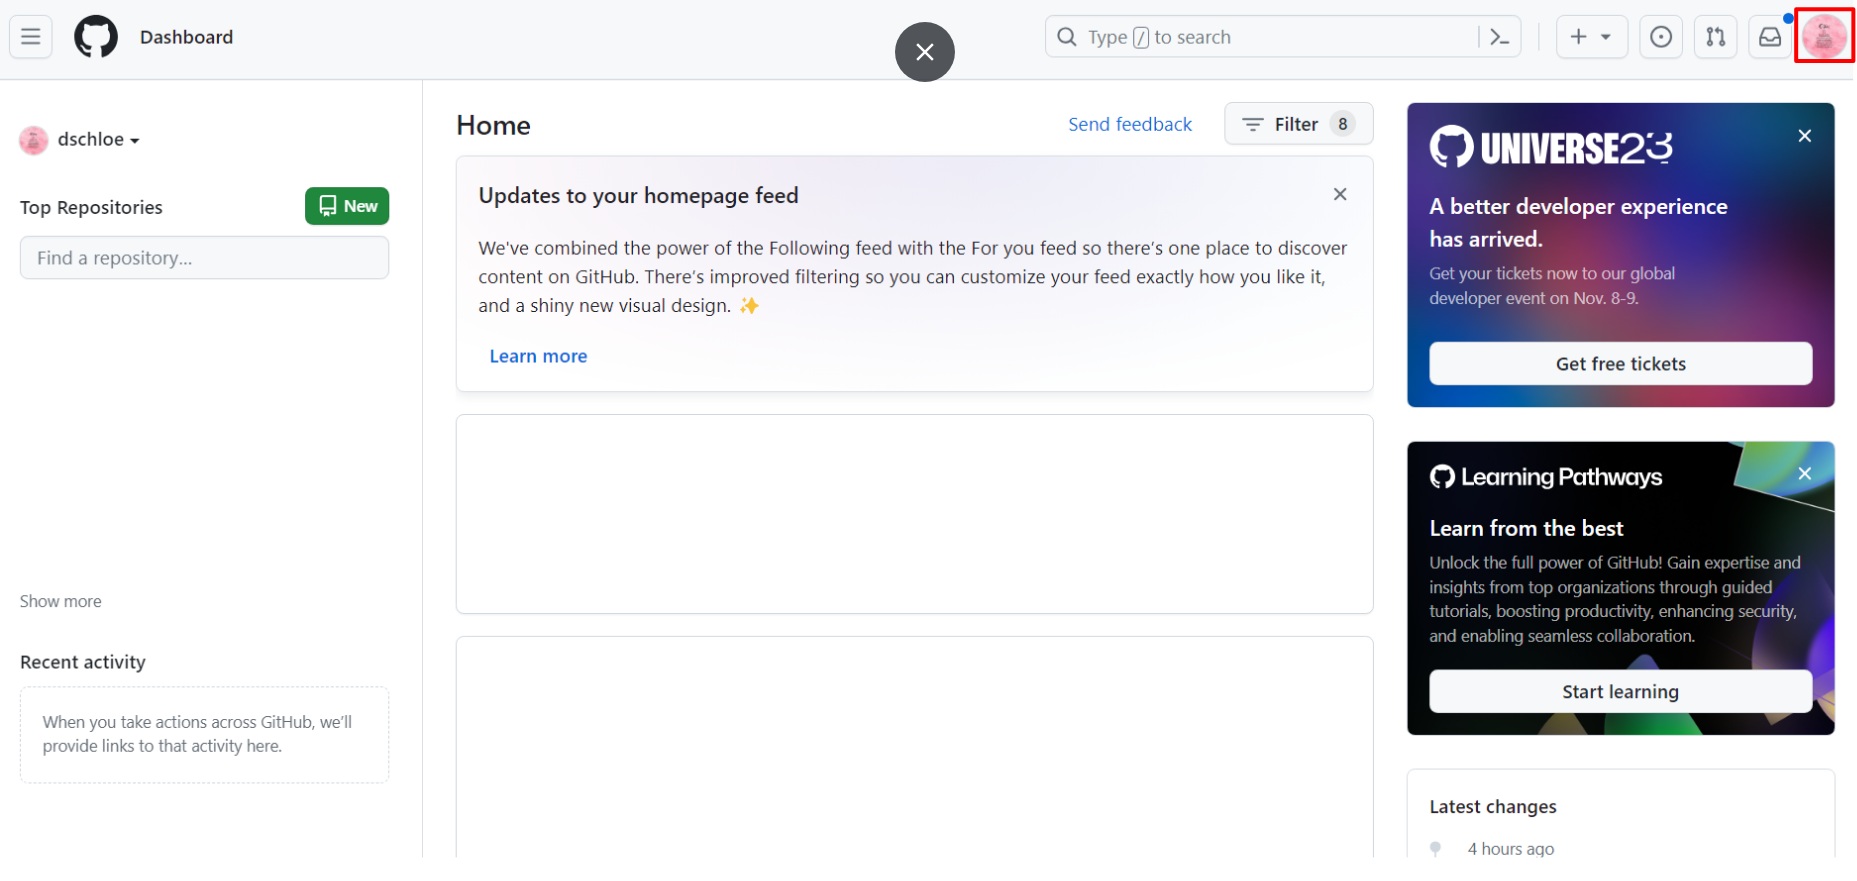 Dashboard
Type / to search
dschloe
Top Repositories
New
Find a repository...
Show more
Recent activity
When you take actions across GitHub, we'll
provide links to that activity here.
Home
Send feedback
Filter 8
Updates to your homepage feed
We've combined the power of the Following feed with the For you feed so there's one place to discover
content on GitHub. There's improved filtering so you can customize your feed exactly how you like it,
and a shiny new visual design. ✨
Learn more
UNIVERSE23
A better developer experience
has arrived.
Get your tickets now to our global
developer event on Nov. 8-9.
Get free tickets
Learning Pathways
Learn from the best
Unlock the full power of GitHub! Gain expertise and
insights from top organizations through guided
tutorials, boosting productivity, enhancing security,
and enabling seamless collaboration.
Start learning
Latest changes
4 hours ago